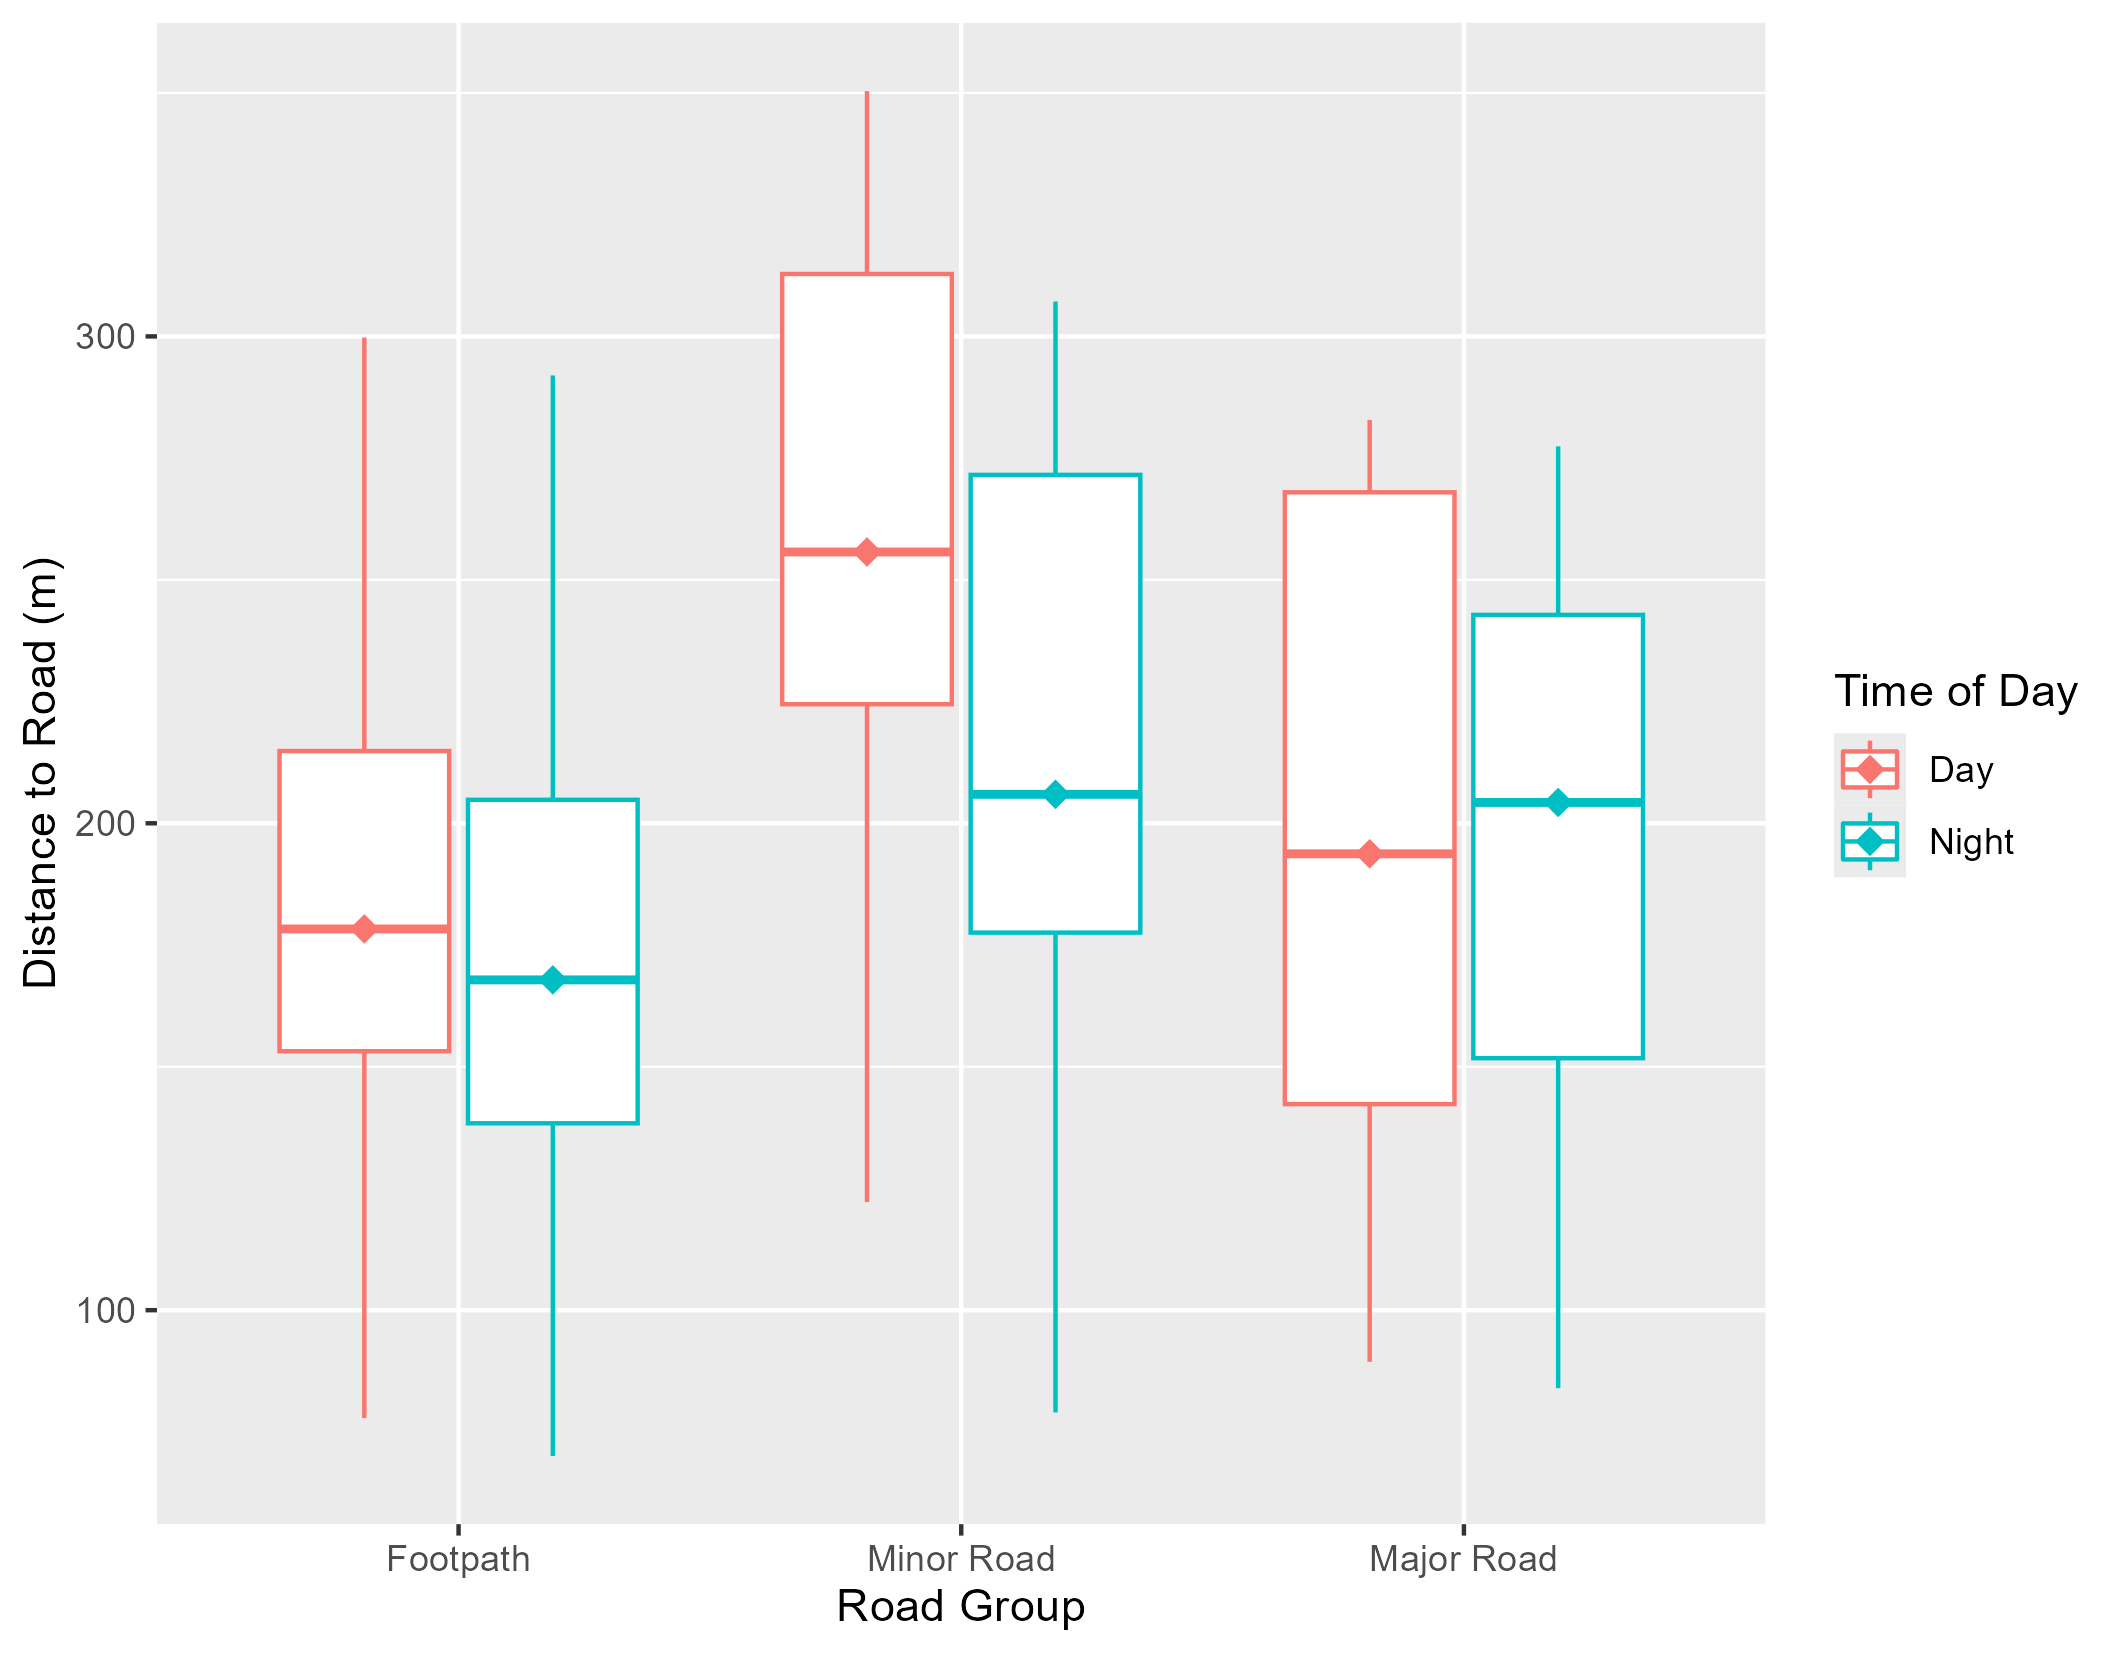 Distance to Road (m)
300
200
100
Footpath
Minor Road
Major Road
Road Group
Time of Day
Day
Night